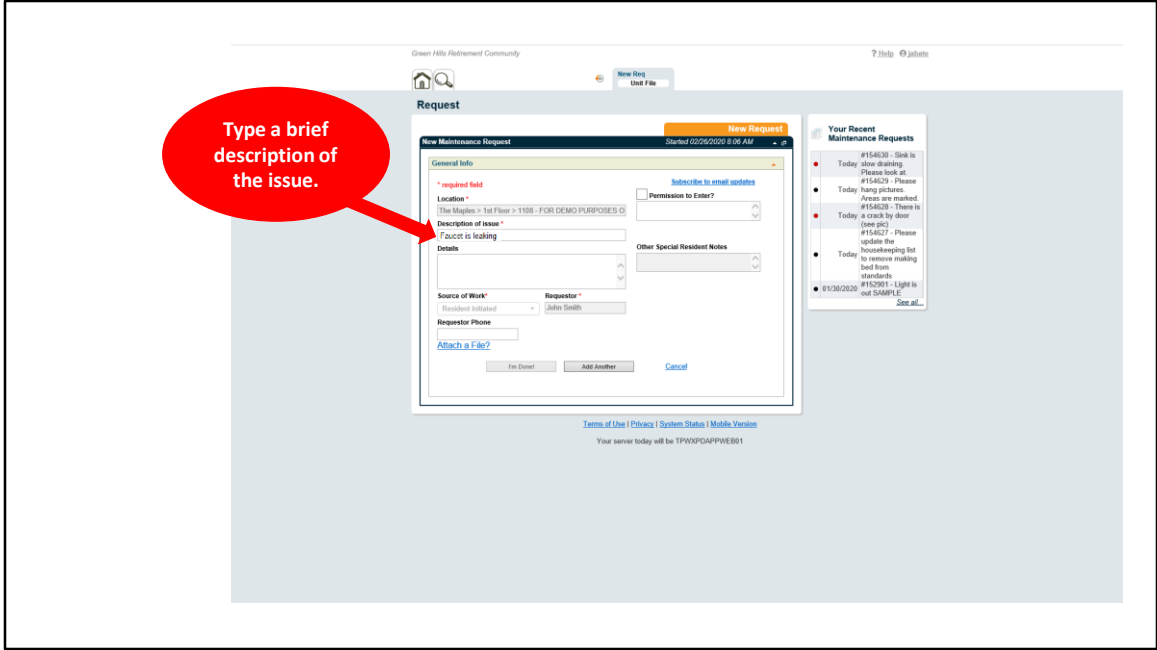 Green Hills Retirement Community
? Help jabate
New Req
Unit File
Request
Type a brief
description of
the issue.
New Request
New Maintenance Request Started 02/26/2020 8:06 AM
General Info
* required field
Subscribe to email updates
Location *
Permission to Enter?
The Maples > 1st Floor > 1108 - FOR DEMO PURPOSES O
Description of issue *
Faucet is leaking
Details
Other Special Resident Notes
Source of Work* Requestor *
Resident Initiated John Smith
Requestor Phone
Attach a File?
I'm Done! Add Another Cancel
Your Recent
Maintenance Requests
#154630 - Sink is
Today slow draining.
Please look at.
#154629 - Please
Today hang pictures.
Areas are marked.
#154628 - There is
Today a crack by door
(see pic)
#154627 - Please
update the
housekeeping list
Today to remove making
bed from
standards
01/30/2020 #152901 - Light is
out SAMPLE
See all...
Terms of Use | Privacy | System Status | Mobile Version
Your server today will be TPWXPDAPPWEB01